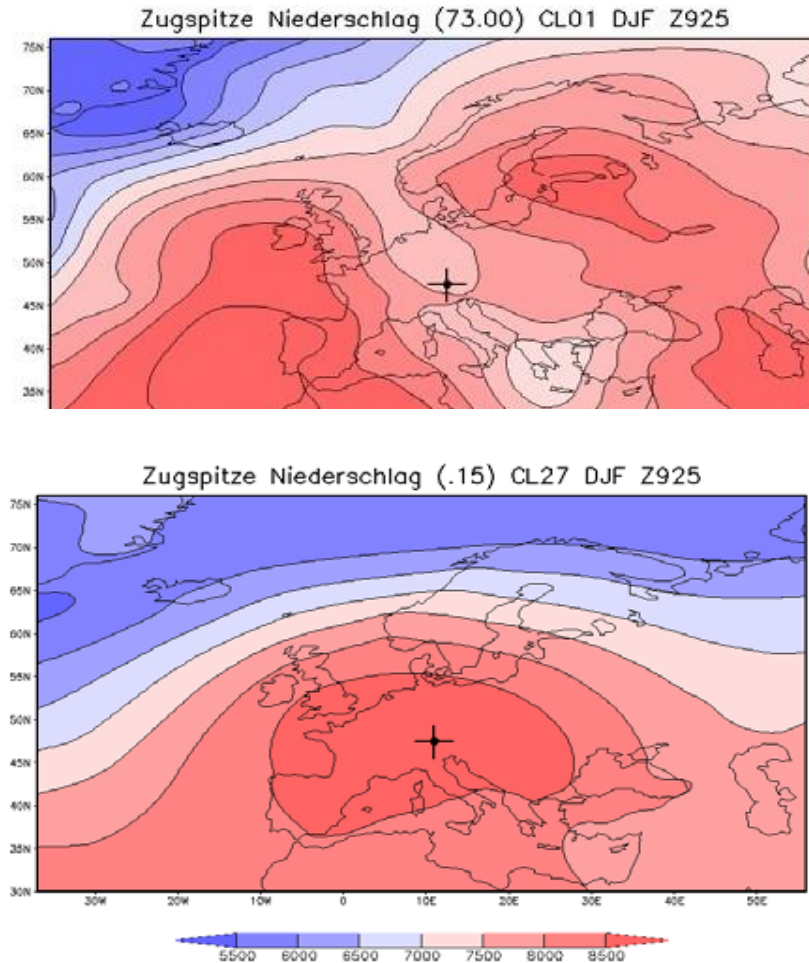 Zugspitze Niederschlag (73.00) CL01 DJF Z925
75N
70N
65N
60N
55N
50N
45N
40N
35N
Zugspitze Niederschlag (.15) CL27 DJF Z925
75N
70N
65N
60N
55N
50N
45N
40N
35N
30N
30W 20W 10W 0 10E 20E 30E 40E 50E
5500 6000 6500 7000 7500 8000 8500